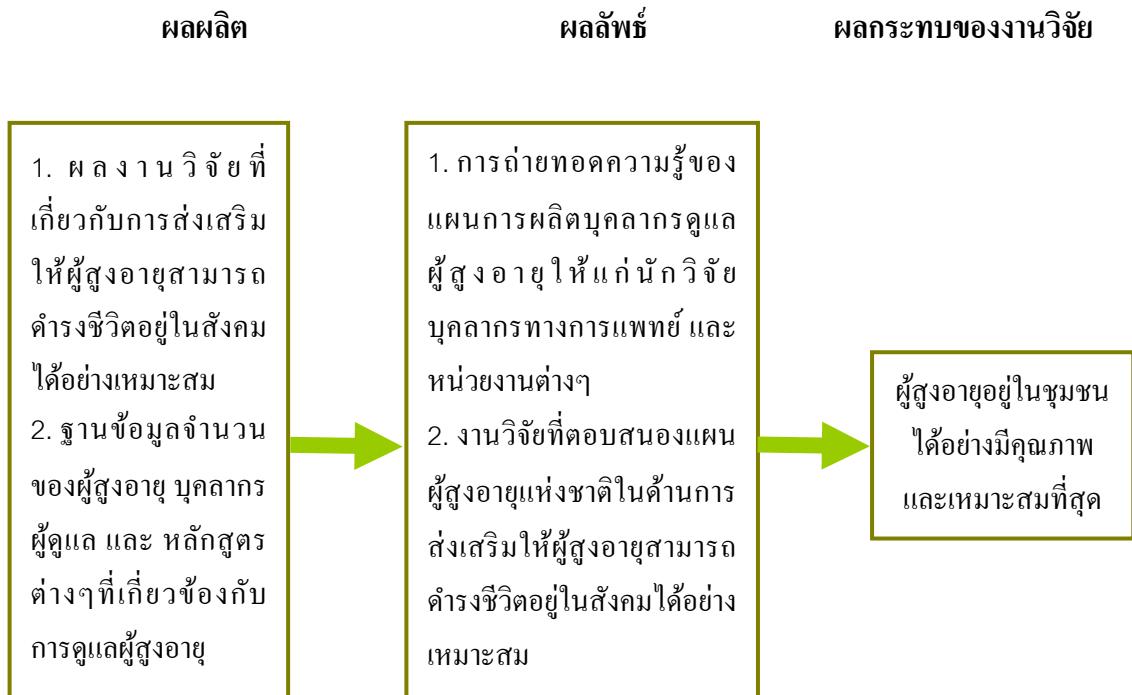 ผลผลิต
ผลลัพธ์
ผลกระทบของงานวิจัย
1. ผลงานวิจัยที่
เกี่ยวกับการส่งเสริม
ให้ผู้สูงอายุสามารถ
ดำรงชีวิตอยู่ในสังคม
ได้อย่างเหมาะสม
2. ฐานข้อมูลจำนวน
ของผู้สูงอายุ บุคลากร
ผู้ดูแล และ หลักสูตร
ต่างๆที่เกี่ยวข้องกับ
การดูแลผู้สูงอายุ
1. การถ่ายทอดความรู้ของ
แผนการผลิตบุคลากรดูแล
ผู้สูงอายุให้แก่นักวิจัย
บุคลากรทางการแพทย์ และ
หน่วยงานต่างๆ
2. งานวิจัยที่ตอบสนองแผน
ผู้สูงอายุแห่งชาติในด้านการ
ส่งเสริมให้ผู้สูงอายุสามารถ
ดำรงชีวิตอยู่ในสังคมได้อย่าง
เหมาะสม
ผู้สูงอายุอยู่ในชุมชน
ได้อย่างมีคุณภาพ
และเหมาะสมที่สุด